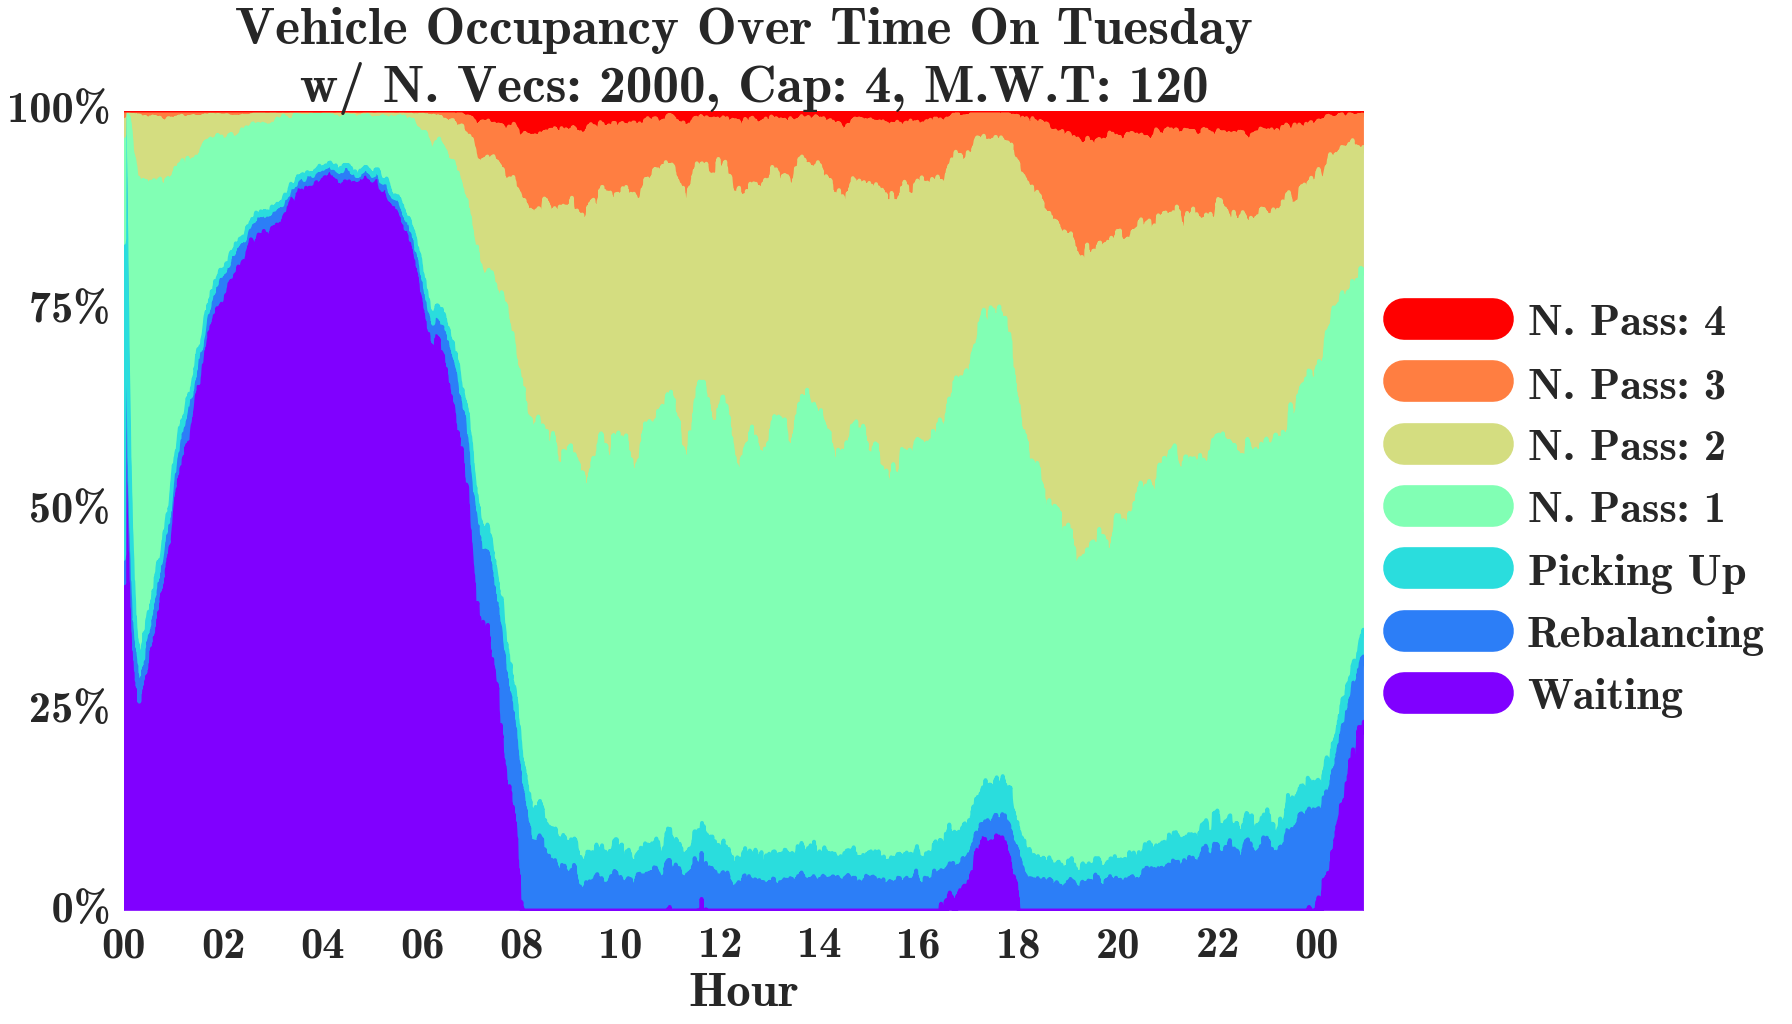 Vehicle Occupancy Over Time On Tuesday
w/ N. Vecs: 2000, Cap: 4, M.W.T: 120
100%
75%
50%
25%
0%
00 02 04 06 08 10 12 14 16 18 20 22 00
Hour
N. Pass: 4
N. Pass: 3
N. Pass: 2
N. Pass: 1
Picking Up
Rebalancing
Waiting